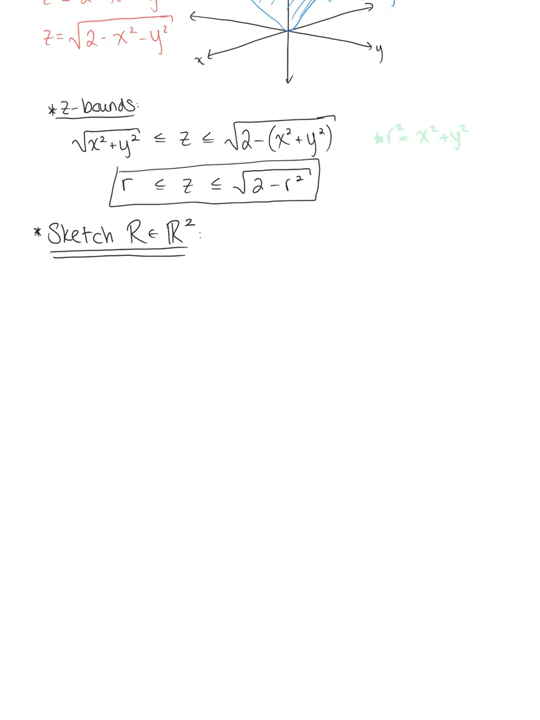 z = √2 - x² - y²
x
y
*z-bounds:
√x²+y² ≤ z ≤ √2-(x²+y²)
*r² = x²+y²
r ≤ z ≤ √2-r²
*Sketch R ∈ ℝ²: